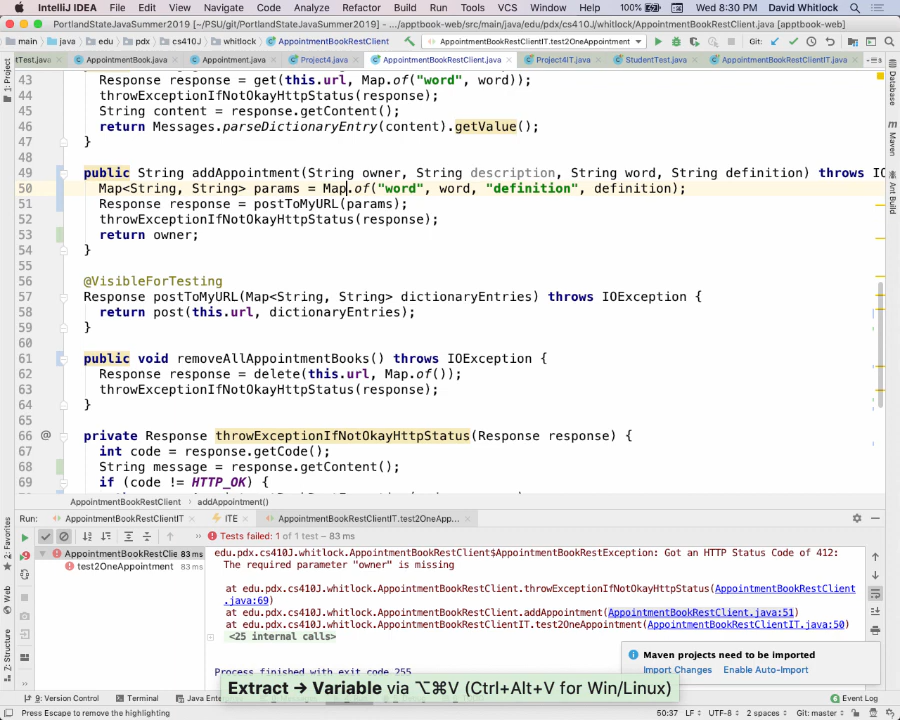 IntelliJ IDEA File Edit View Navigate Code Analyze Refactor Build Run Tools VCS Window Help 100% Wed 8:30 PM David Whitlock
PortlandStateJavaSummer2019 [~/PSU/git/PortlandStateJavaSummer2019] - .../apptbook-web/src/main/java/edu/pdx/cs410J/whitlock/AppointmentBookRestClient.java [apptbook-web]
main java edu pdx cs410J whitlock AppointmentBookRestClient AppointmentBookRestClientIT.test2OneAppointment Git:
tTest.java AppointmentBook.java Appointment.java Project4.java AppointmentBookRestClient.java Project4IT.java StudentTest.java AppointmentBookRestClientIT.java
43 Response response = get(this.url, Map.of("word", word));
44 throwExceptionIfNotOkayHttpStatus(response);
45 String content = response.getContent();
46 return Messages.parseDictionaryEntry(content).getValue();
47 }
48
49 public String addAppointment(String owner, String description, String word, String definition) throws IO
50 Map<String, String> params = Map.of("word", word, "definition", definition);
51 Response response = postToMyURL(params);
52 throwExceptionIfNotOkayHttpStatus(response);
53 return owner;
54 }
55
56 @VisibleForTesting
57 Response postToMyURL(Map<String, String> dictionaryEntries) throws IOException {
58 return post(this.url, dictionaryEntries);
59 }
60
61 public void removeAllAppointmentBooks() throws IOException {
62 Response response = delete(this.url, Map.of());
63 throwExceptionIfNotOkayHttpStatus(response);
64 }
65
66 @ private Response throwExceptionIfNotOkayHttpStatus(Response response) {
67 int code = response.getCode();
68 String message = response.getContent();
69 if (code != HTTP_OK) {
AppointmentBookRestClient addAppointment()
Run: AppointmentBookRestClientIT ITE AppointmentBookRestClientIT.test2OneApp...
Tests failed: 1 of 1 test – 83 ms
AppointmentBookRestClie 83 ms
test2OneAppointment 83 ms
edu.pdx.cs410J.whitlock.AppointmentBookRestClient$AppointmentBookRestException: Got an HTTP Status Code of 412:
The required parameter "owner" is missing
at edu.pdx.cs410J.whitlock.AppointmentBookRestClient.throwExceptionIfNotOkayHttpStatus(AppointmentBookRestClient
.java:69)
at edu.pdx.cs410J.whitlock.AppointmentBookRestClient.addAppointment(AppointmentBookRestClient.java:51)
at edu.pdx.cs410J.whitlock.AppointmentBookRestClientIT.test2OneAppointment(AppointmentBookRestClientIT.java:50)
<25 internal calls>
Process finished with exit code 255
Maven projects need to be imported
Import Changes Enable Auto-Import
Extract → Variable via ⌥⌘V (Ctrl+Alt+V for Win/Linux)
9: Version Control Terminal Java Ente Event Log
Press Escape to remove the highlighting 50:37 LF UTF-8 2 spaces Git: master
1: Project
2: Favorites
Web
7: Structure
Database
Maven
Ant Build